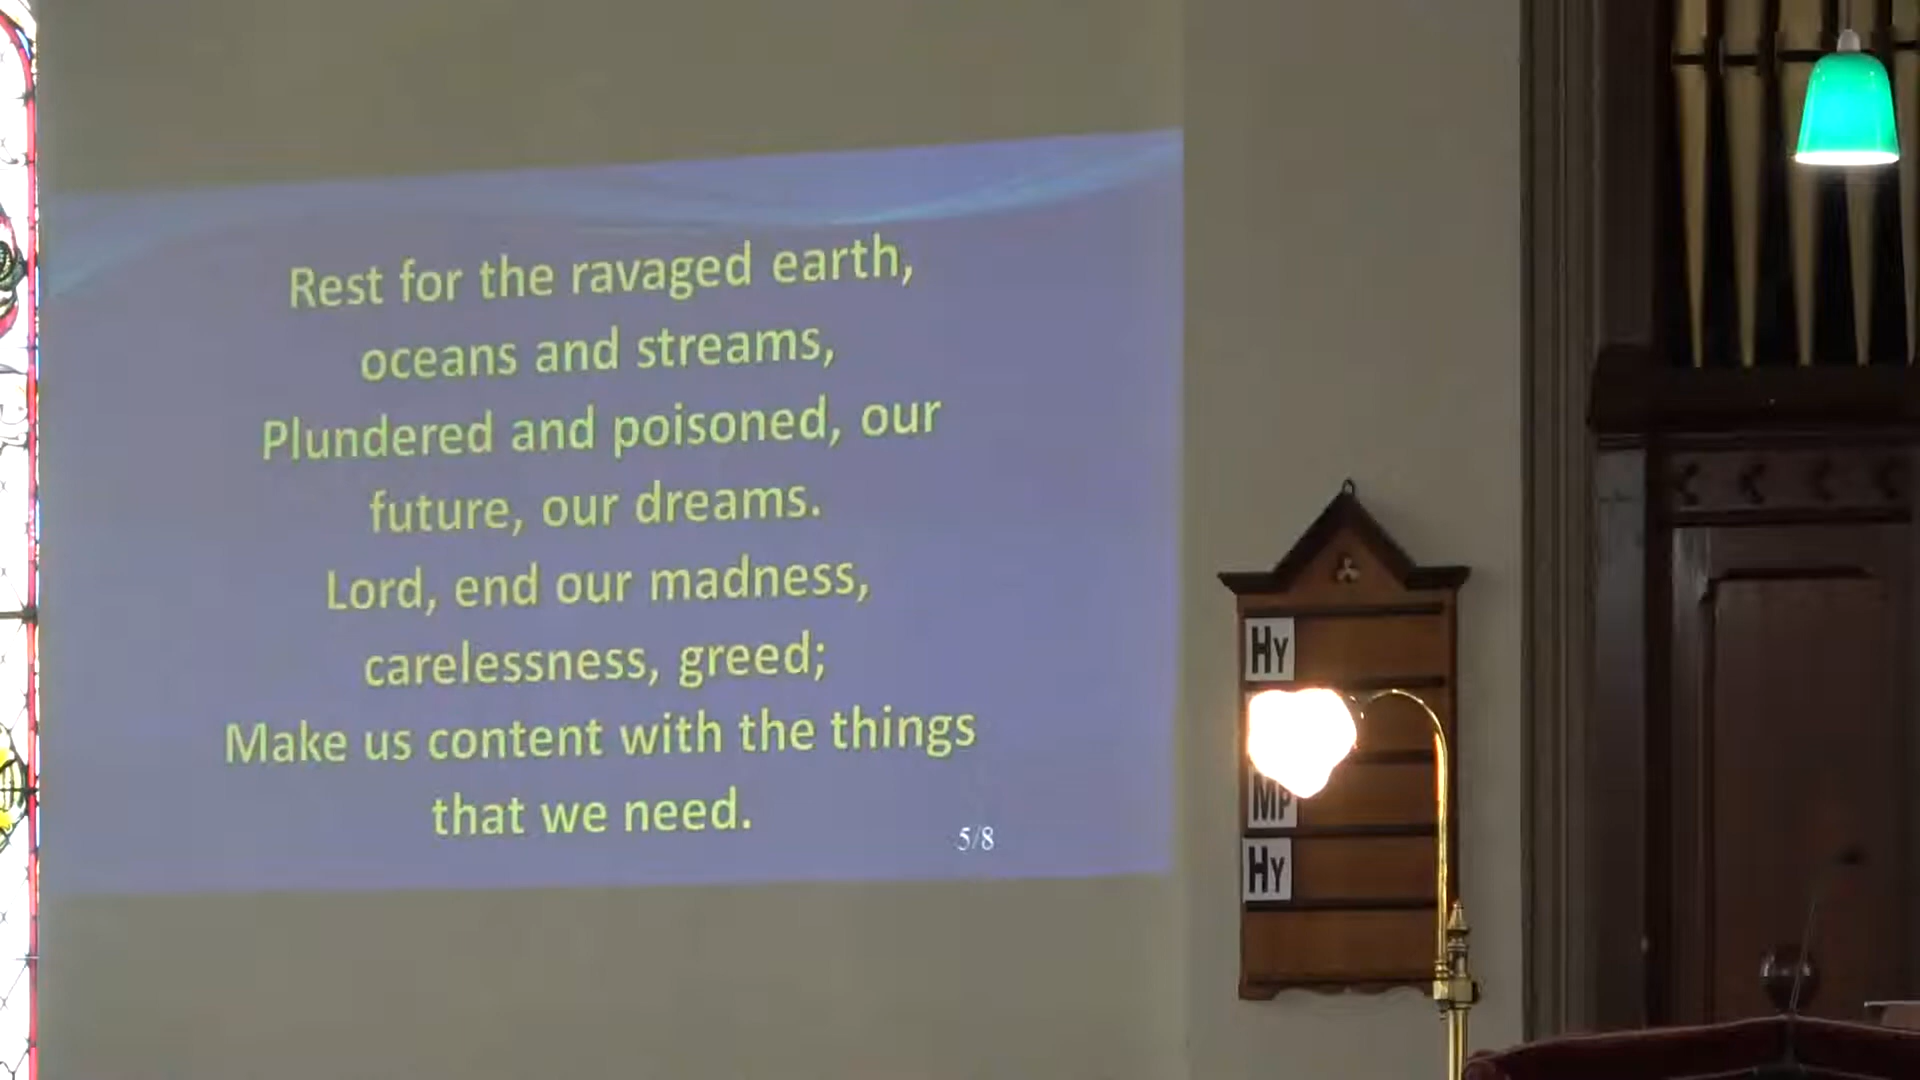 Rest for the ravaged earth,
oceans and streams,
Plundered and poisoned, our
future, our dreams.
Lord, end our madness,
carelessness, greed;
Make us content with the things
that we need.
5/8
HY
MP
HY